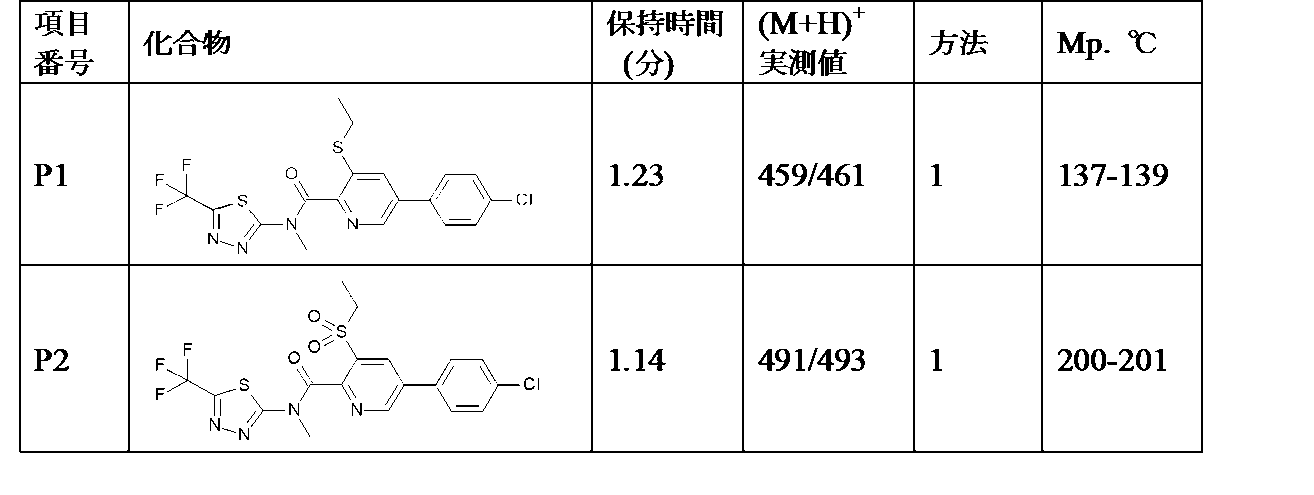 項目
番号
化合物
保持時間
(分)
(M+H)+
実測値
方法
Mp. ℃
P1
S
O
F
F
F
S
N
N
N
N
Cl
1.23
459/461
1
137-139
P2
O
S
O
O
F
F
F
S
N
N
N
N
Cl
1.14
491/493
1
200-201